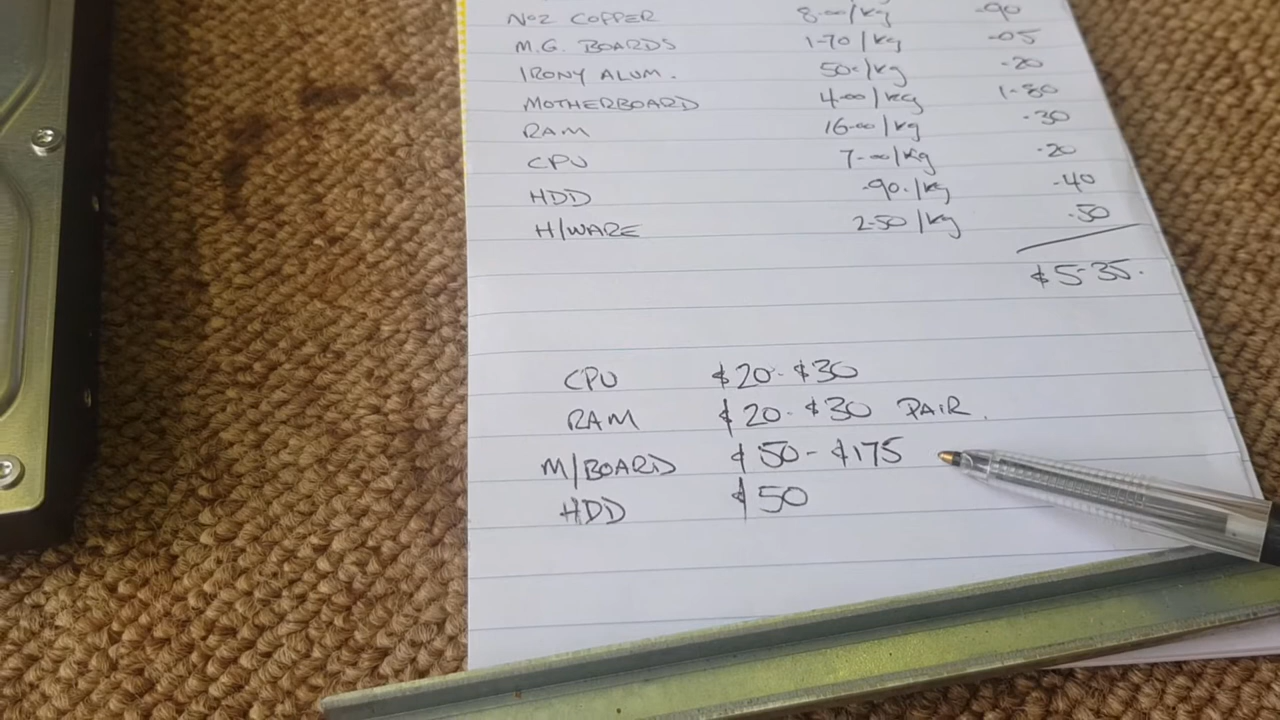 NO2 COPPER 8-00/kg -90
M.G. BOARDS 1-70/kg -05
IRONY ALUM. 50c/kg -20
MOTHERBOARD 4-00/kg 1-80
RAM 16-00/kg -30
CPU 7-00/kg -20
HDD -90c/kg -40
H/WARE 2-50/kg .50
$5-35.
CPU $20-$30
RAM $20-$30 PAIR.
M/BOARD $50-$175
HDD $50